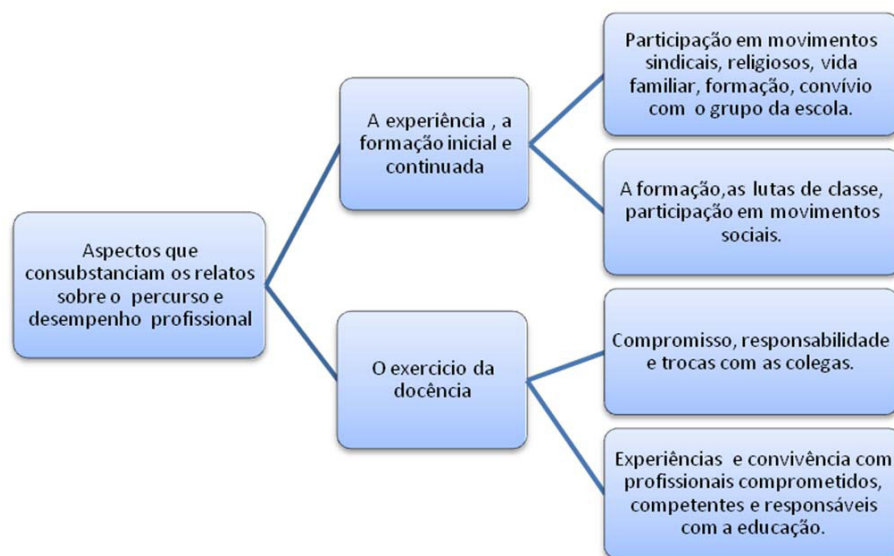 Aspectos que
consubstanciam os relatos
sobre o percurso e
desempenho profissional
A experiência , a
formação inicial e
continuada
Participação em movimentos
sindicais, religiosos, vida
familiar, formação, convívio
com o grupo da escola.
A formação,as lutas de classe,
participação em movimentos
sociais.
O exercicio da
docência
Compromisso, responsabilidade
e trocas com as colegas.
Experiências e convivência com
profissionais comprometidos,
competentes e responsáveis
com a educação.